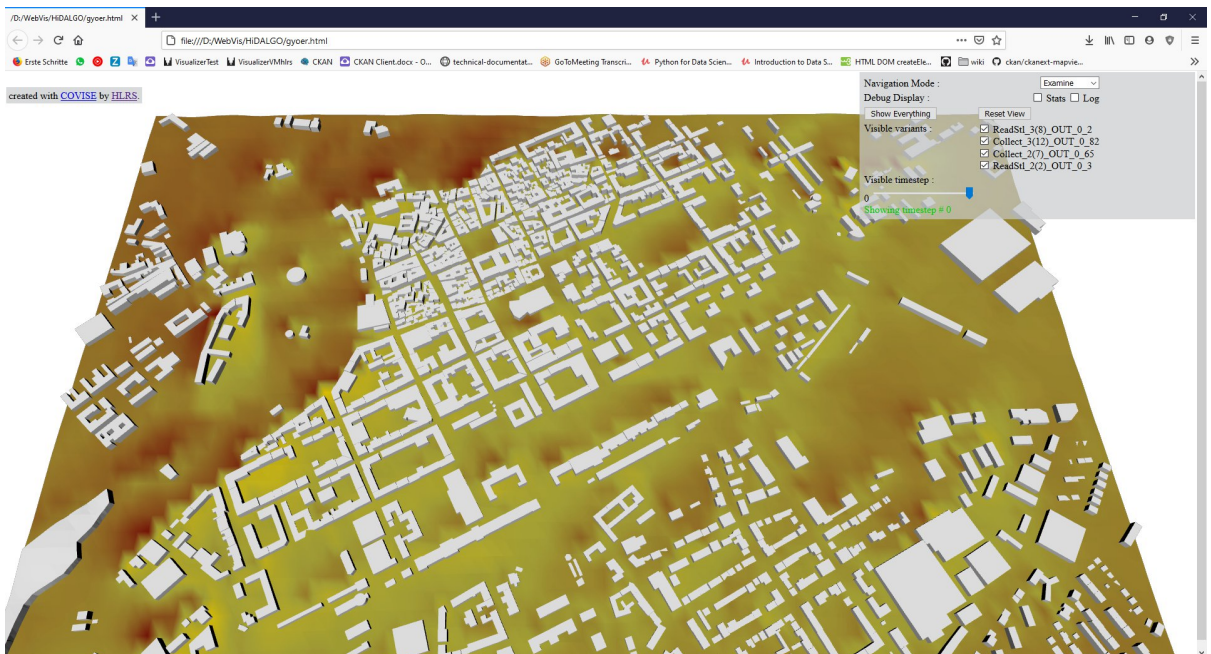 /D:/WebVis/HiDALGO/gyoer.html
file:///D:/WebVis/HiDALGO/gyoer.html
Erste Schritte VisualizerTest VisualizerVMhlrs CKAN CKAN Client.docx - O... technical-documentat... GoToMeeting Transcri... Python for Data Scien... Introduction to Data S... HTML DOM createEle... wiki ckan/ckanext-mapvie...
created with COVISE by HLRS.
Navigation Mode : Examine
Debug Display : Stats Log
Show Everything Reset View
Visible variants : ReadStl_3(8)_OUT_0_2
Collect_3(12)_OUT_0_82
Collect_2(7)_OUT_0_65
ReadStl_2(2)_OUT_0_3
Visible timestep :
0
Showing timestep # 0